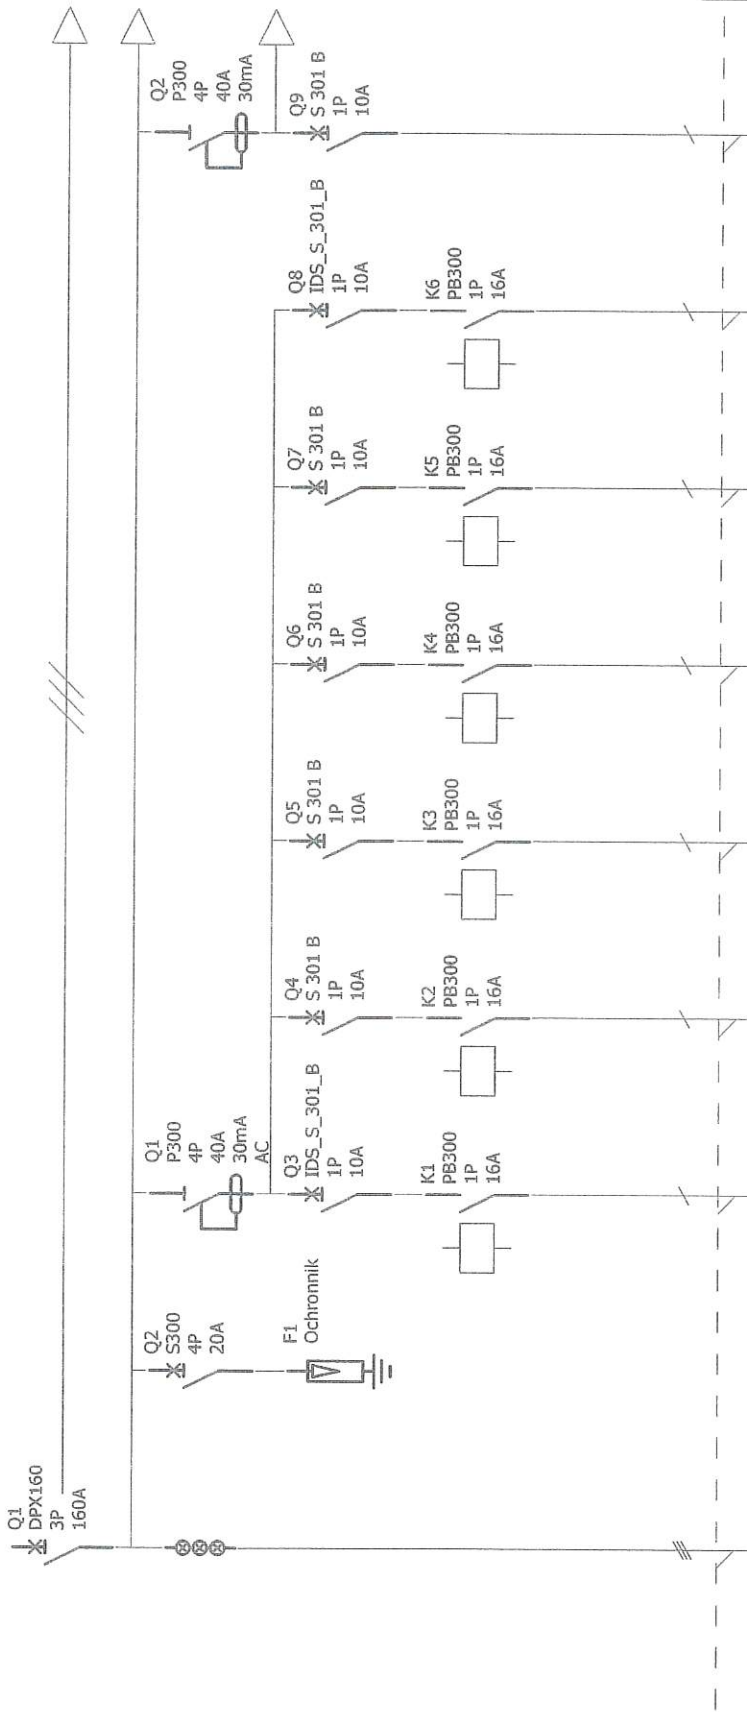 Q1
DPX160
3P
160A
Q2
S300
4P
20A
F1
Ochronnik
Q1
P300
4P
40A
30mA
AC
Q3
IDS_S_301_B
1P
10A
K1
PB300
1P
16A
Q4
S 301 B
1P
10A
K2
PB300
1P
16A
Q5
S 301 B
1P
10A
K3
PB300
1P
16A
Q6
S 301 B
1P
10A
K4
PB300
1P
16A
Q7
S 301 B
1P
10A
K5
PB300
1P
16A
Q8
IDS_S_301_B
1P
10A
K6
PB300
1P
16A
Q2
P300
4P
40A
30mA
Q9
S 301 B
1P
10A